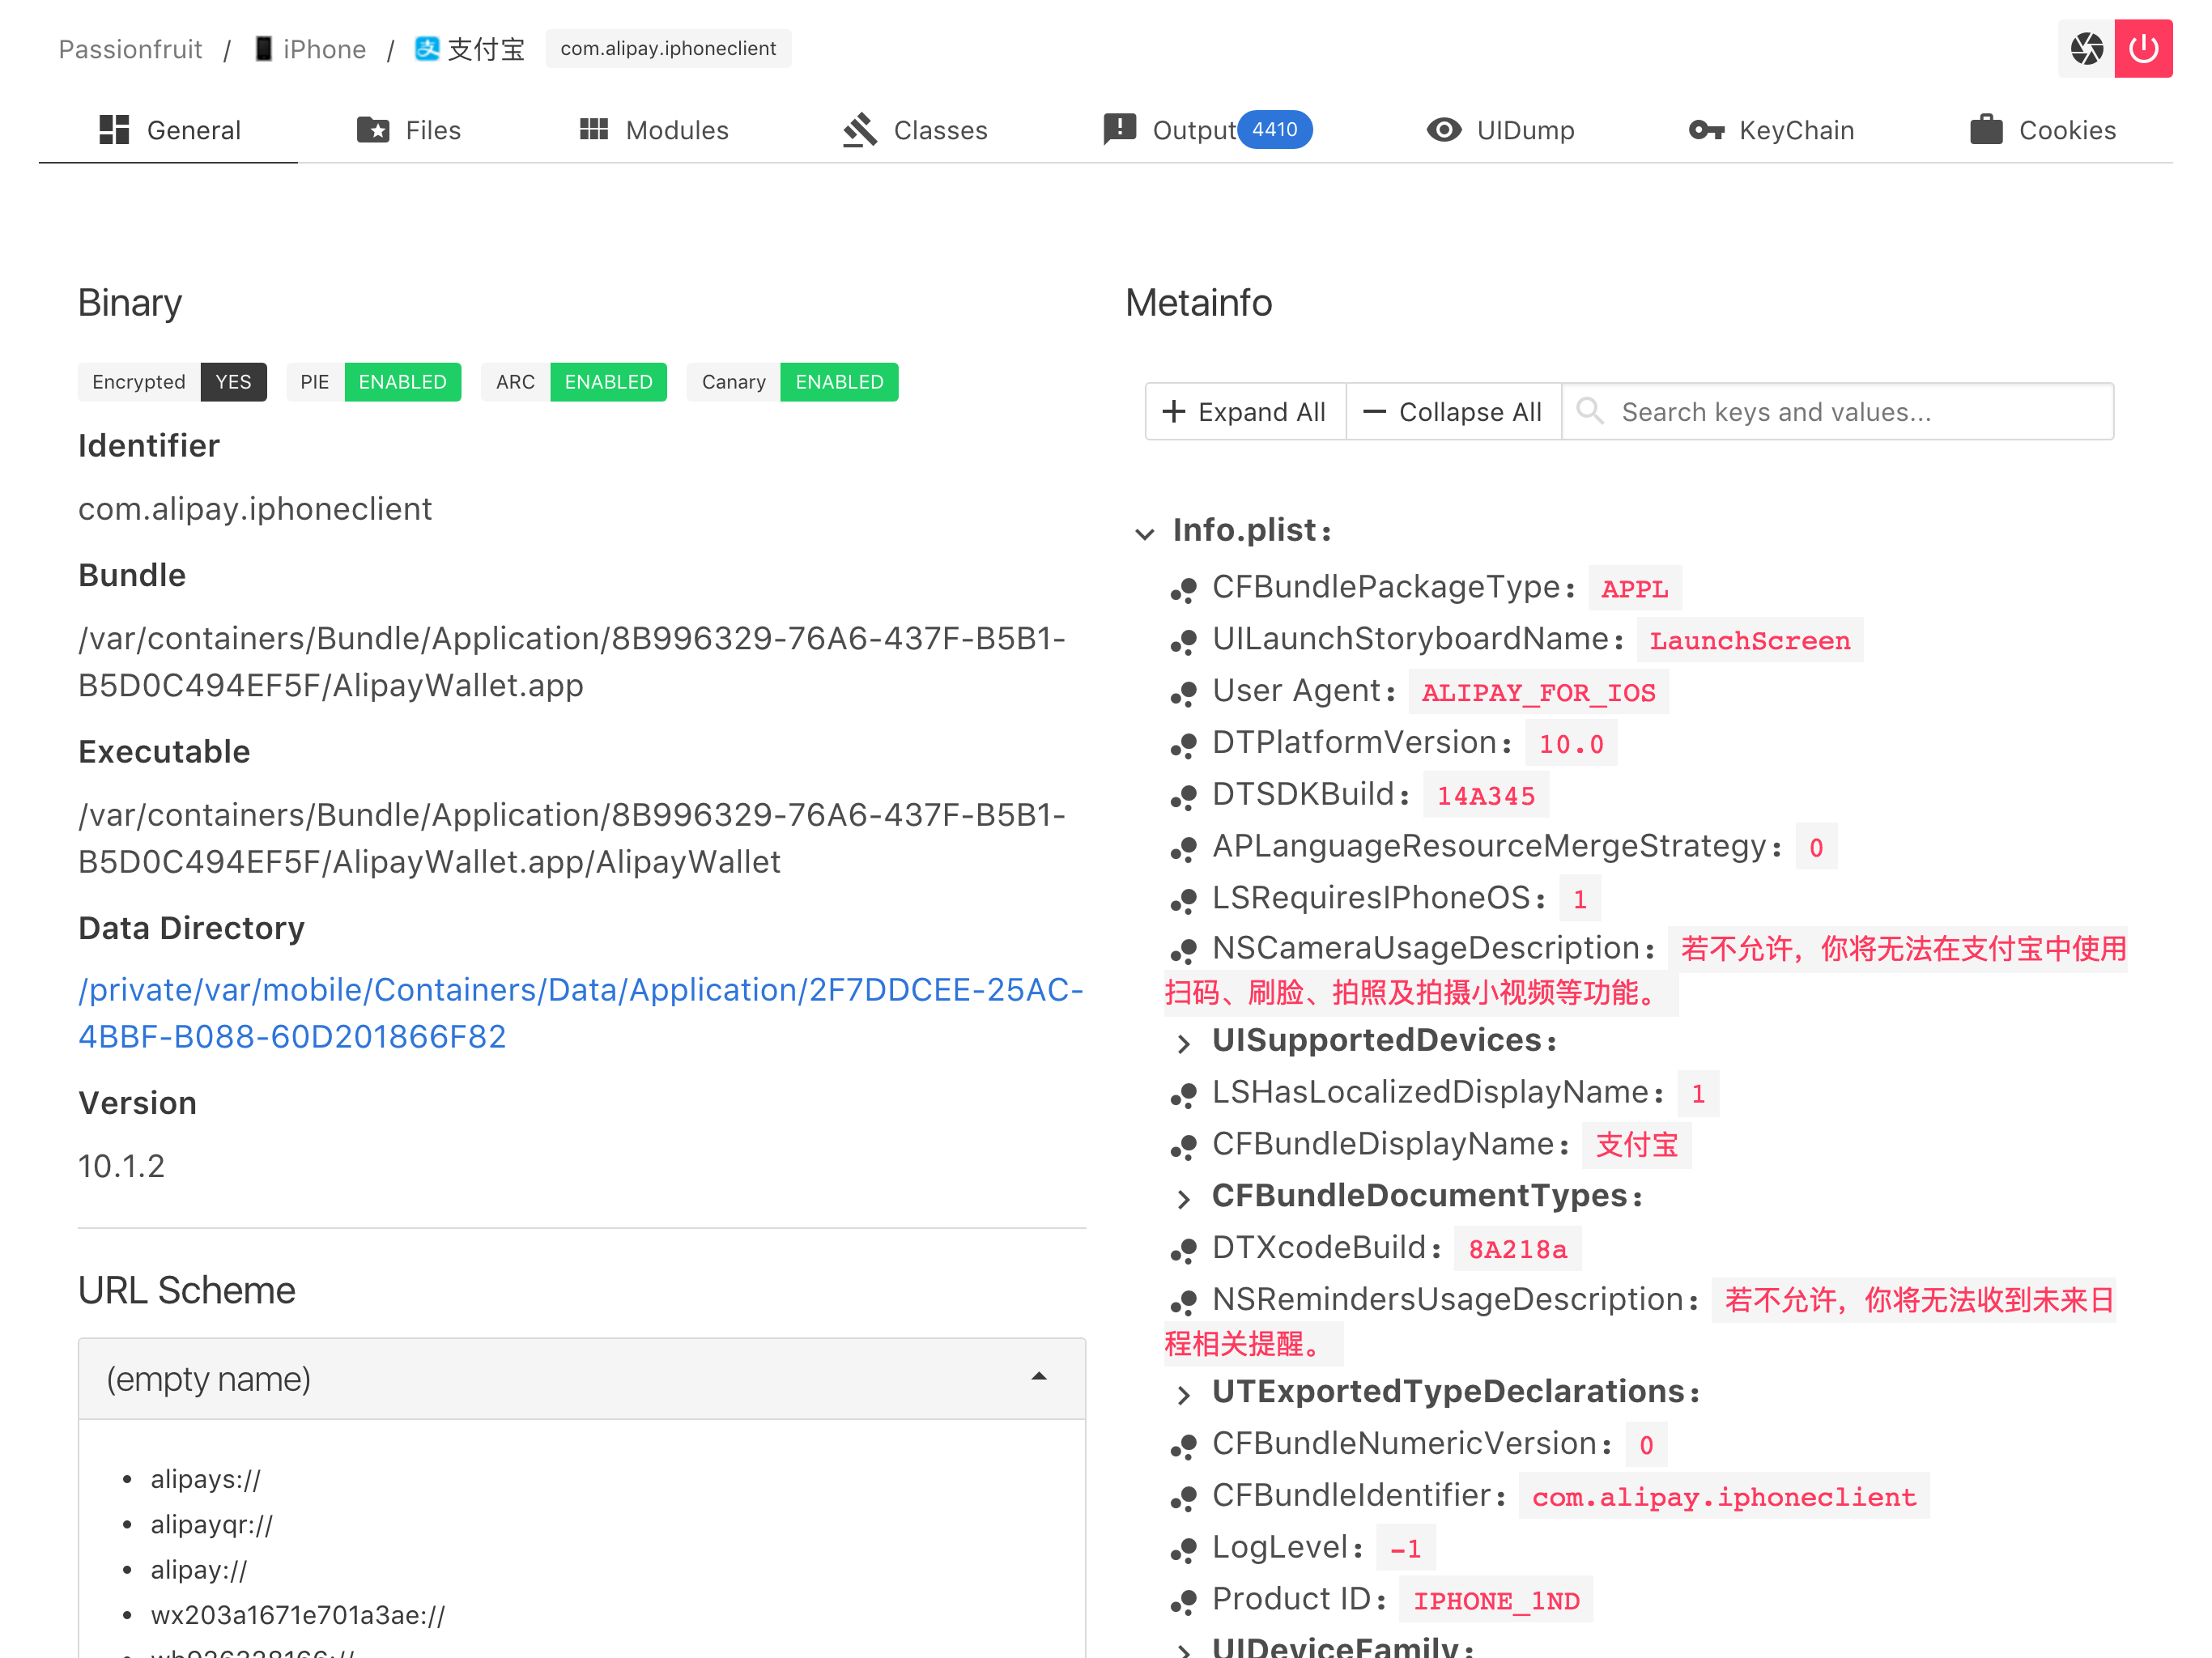 Passionfruit / iPhone / 支付宝 com.alipay.iphoneclient
General Files Modules Classes Output 4410 UIDump KeyChain Cookies
Binary
Encrypted YES PIE ENABLED ARC ENABLED Canary ENABLED
Identifier
com.alipay.iphoneclient
Bundle
/var/containers/Bundle/Application/8B996329-76A6-437F-B5B1-
B5D0C494EF5F/AlipayWallet.app
Executable
/var/containers/Bundle/Application/8B996329-76A6-437F-B5B1-
B5D0C494EF5F/AlipayWallet.app/AlipayWallet
Data Directory
/private/var/mobile/Containers/Data/Application/2F7DDCEE-25AC-
4BBF-B088-60D201866F82
Version
10.1.2
URL Scheme
(empty name)
• alipays://
• alipayqr://
• alipay://
• wx203a1671e701a3ae://
Metainfo
Expand All Collapse All Search keys and values...
Info.plist:
CFBundlePackageType: APPL
UILaunchStoryboardName: LaunchScreen
User Agent: ALIPAY_FOR_IOS
DTPlatformVersion: 10.0
DTSDKBuild: 14A345
APLanguageResourceMergeStrategy: 0
LSRequiresIPhoneOS: 1
NSCameraUsageDescription: 若不允许，你将无法在支付宝中使用
扫码、刷脸、拍照及拍摄小视频等功能。
UISupportedDevices:
LSHasLocalizedDisplayName: 1
CFBundleDisplayName: 支付宝
CFBundleDocumentTypes:
DTXcodeBuild: 8A218a
NSRemindersUsageDescription: 若不允许，你将无法收到未来日
程相关提醒。
UTExportedTypeDeclarations:
CFBundleNumericVersion: 0
CFBundleIdentifier: com.alipay.iphoneclient
LogLevel: -1
Product ID: IPHONE_1ND
UIDeviceFamily: